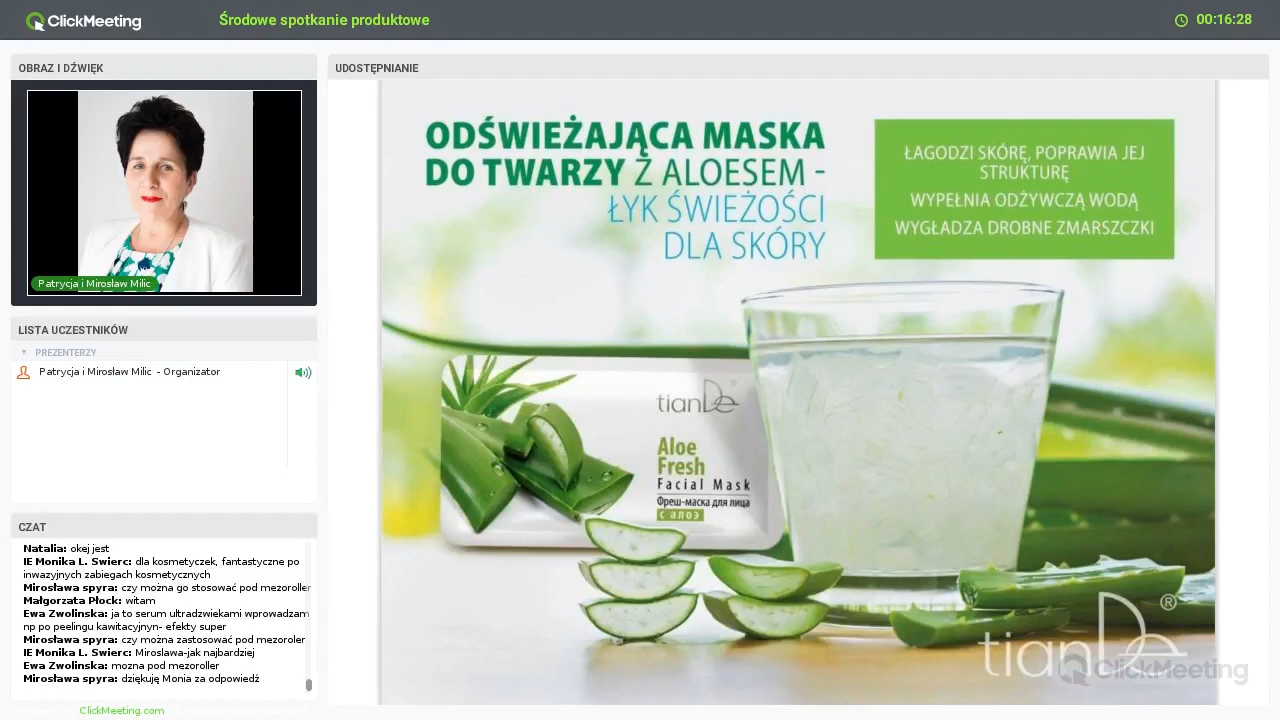 ClickMeeting
Środowe spotkanie produktowe
00:16:28
OBRAZ I DŹWIĘK
Patrycja i Mirosław Milic
LISTA UCZESTNIKÓW
PREZENTERZY
Patrycja i Mirosław Milic - Organizator
CZAT
Natalia: okej jest
IE Monika L. Swierc: dla kosmetyczek, fantastyczne po
inwazyjnych zabiegach kosmetycznych
Mirosława spyra: czy można go stosować pod mezoroller
Małgorzata Płock: witam
Ewa Zwolinska: ja to serum ultradzwiekami wprowadzam
np po peelingu kawitacyjnyn- efekty super
Mirosława spyra: czy można zastosować pod mezoroler
IE Monika L. Swierc: Miroslawa-jak najbardziej
Ewa Zwolinska: mozna pod mezoroller
Mirosława spyra: dziękuję Monia za odpowiedź
ClickMeeting.com
UDOSTĘPNIANIE
ODŚWIEŻAJĄCA MASKA
DO TWARZY Z ALOESEM -
ŁYK ŚWIEŻOŚCI
DLA SKÓRY
ŁAGODZI SKÓRĘ, POPRAWIA JEJ
STRUKTURĘ
WYPEŁNIA ODŻYWCZĄ WODĄ
WYGŁADZA DROBNE ZMARSZCZKI
tianDe
Aloe
Fresh
Facial Mask
Фреш-маска для лица
с алоэ
tianDe®
ClickMeeting